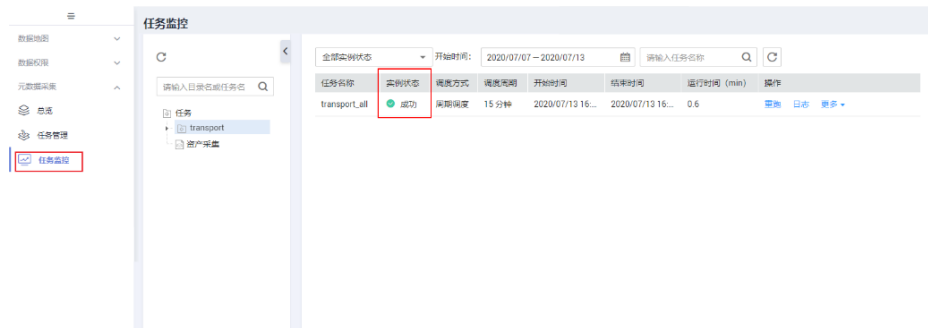 任务监控
数据地图
数据权限
元数据采集
总览
任务管理
任务监控
请输入目录名或任务名
任务
transport
资产采集
全部实例状态 开始时间: 2020/07/07 – 2020/07/13 请输入任务名称
任务名称 实例状态 调度方式 调度周期 开始时间 结束时间 运行时间 (min) 操作
transport_all 成功 周期调度 15 分钟 2020/07/13 16:... 2020/07/13 16:... 0.6 重跑 日志 更多